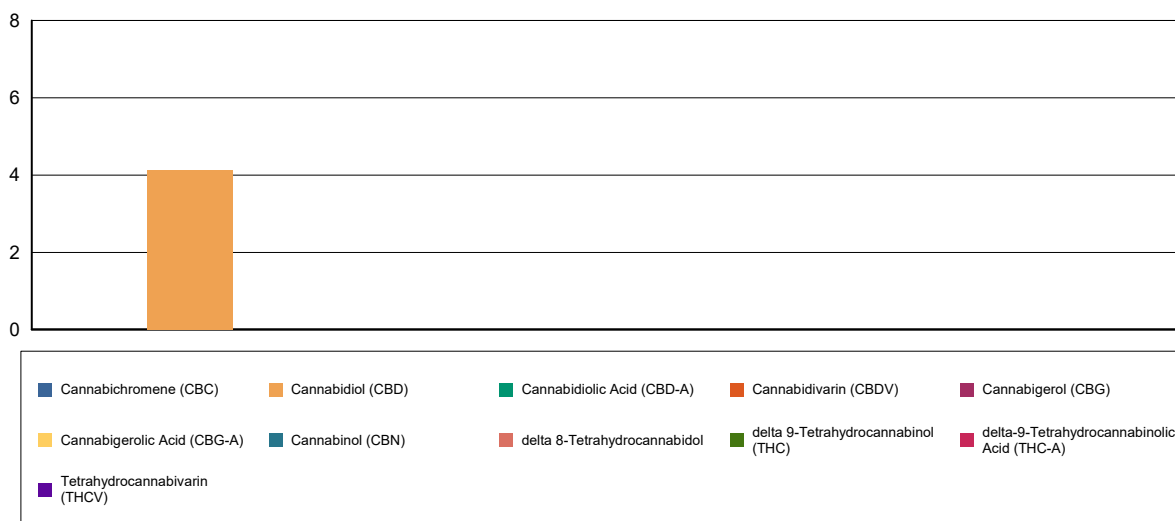 8
6
4
2
0
Cannabichromene (CBC)
Cannabidiol (CBD)
Cannabidiolic Acid (CBD-A)
Cannabidivarin (CBDV)
Cannabigerol (CBG)
Cannabigerolic Acid (CBG-A)
Cannabinol (CBN)
delta 8-Tetrahydrocannabidol
delta 9-Tetrahydrocannabinol
(THC)
delta-9-Tetrahydrocannabinolic
Acid (THC-A)
Tetrahydrocannabivarin
(THCV)